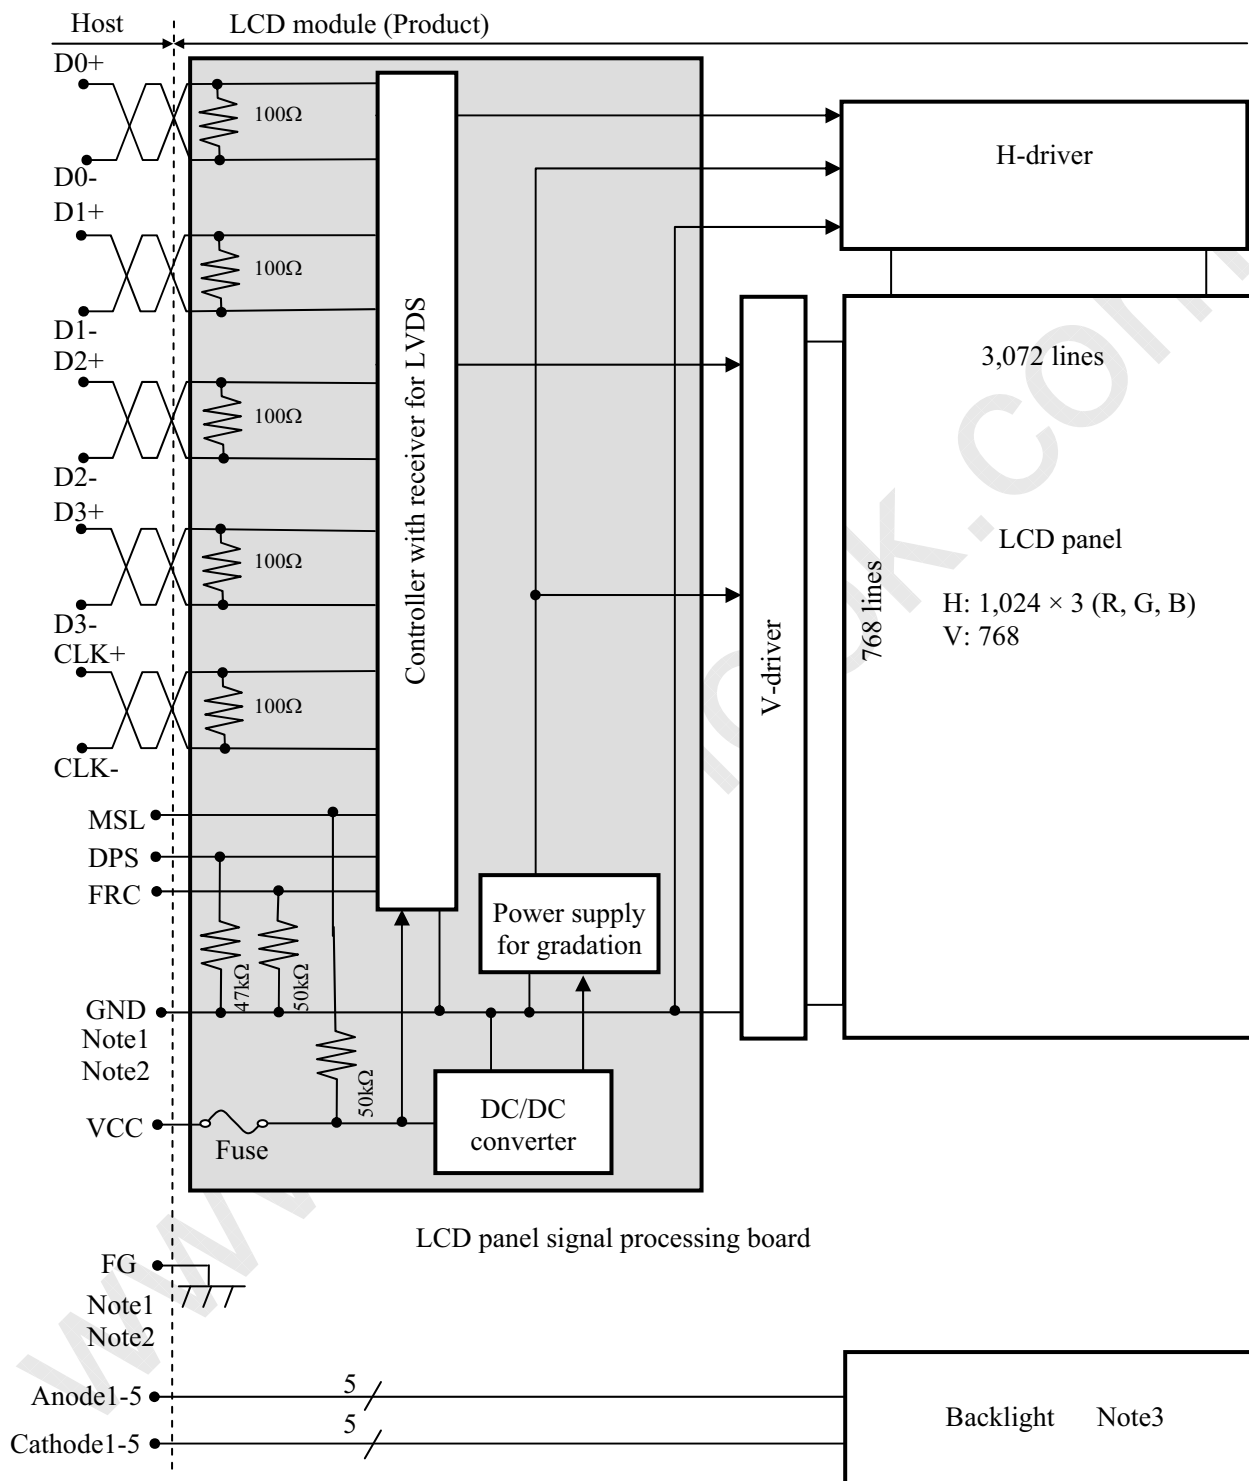 Host
LCD module (Product)
D0+
100Ω
D0-
D1+
100Ω
D1-
D2+
100Ω
D2-
D3+
100Ω
D3-
CLK+
100Ω
CLK-
MSL
DPS
FRC
47kΩ
50kΩ
GND
Note1
Note2
50kΩ
VCC
Fuse
Controller with receiver for LVDS
Power supply
for gradation
DC/DC
converter
H-driver
V-driver
3,072 lines
768 lines
LCD panel
H: 1,024 × 3 (R, G, B)
V: 768
LCD panel signal processing board
FG
Note1
Note2
Anode1-5
5
Cathode1-5
5
Backlight Note3